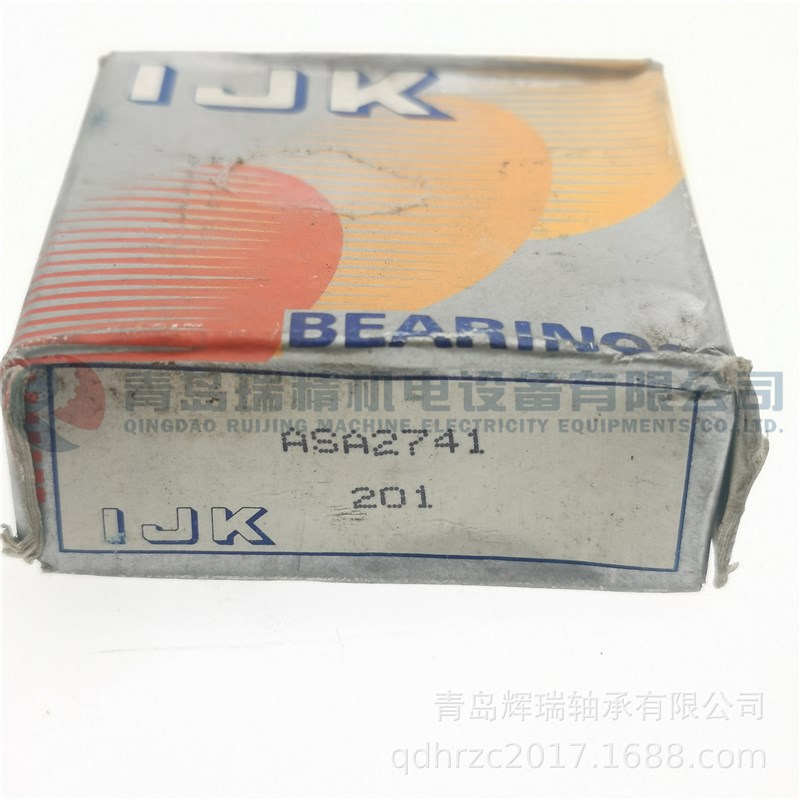 IJK
BEARINGS
青岛瑞精机电设备有限公司
QINGDAO RUIJING MACHINE ELECTRICITY EQUIPMENTS CO.,LTD.
ASA2741
201
IJK
青岛辉瑞轴承有限公司
qdhrzc2017.1688.com